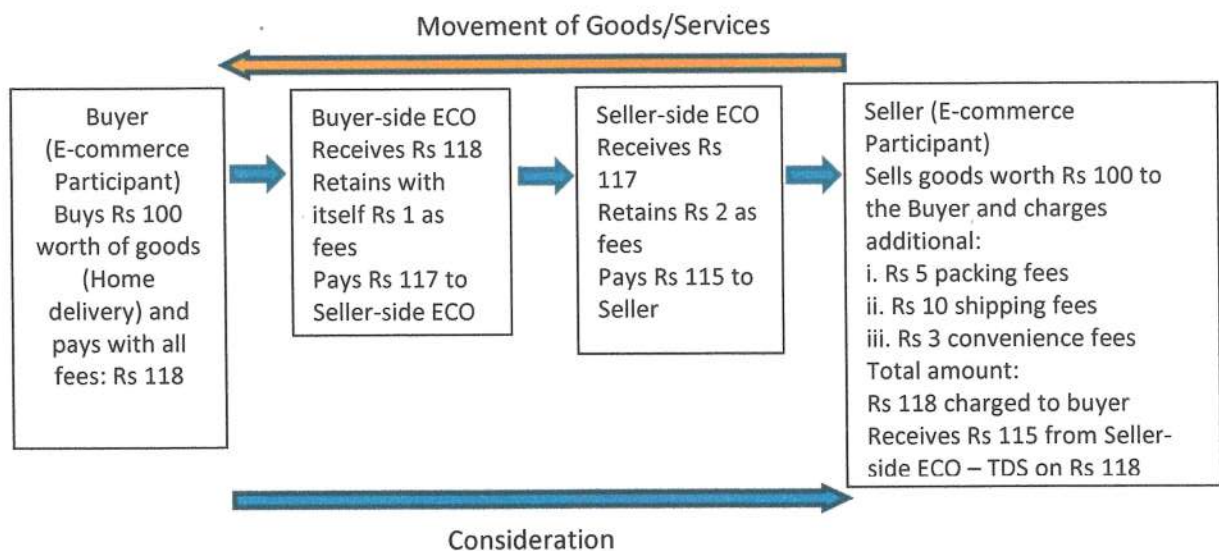 Movement of Goods/Services
Buyer
(E-commerce
Participant)
Buys Rs 100
worth of goods
(Home
delivery) and
pays with all
fees: Rs 118
Buyer-side ECO
Receives Rs 118
Retains with
itself Rs 1 as
fees
Pays Rs 117 to
Seller-side ECO
Seller-side ECO
Receives Rs
117
Retains Rs 2 as
fees
Pays Rs 115 to
Seller
Seller (E-commerce
Participant)
Sells goods worth Rs 100 to
the Buyer and charges
additional:
i. Rs 5 packing fees
ii. Rs 10 shipping fees
iii. Rs 3 convenience fees
Total amount:
Rs 118 charged to buyer
Receives Rs 115 from Seller-
side ECO – TDS on Rs 118
Consideration